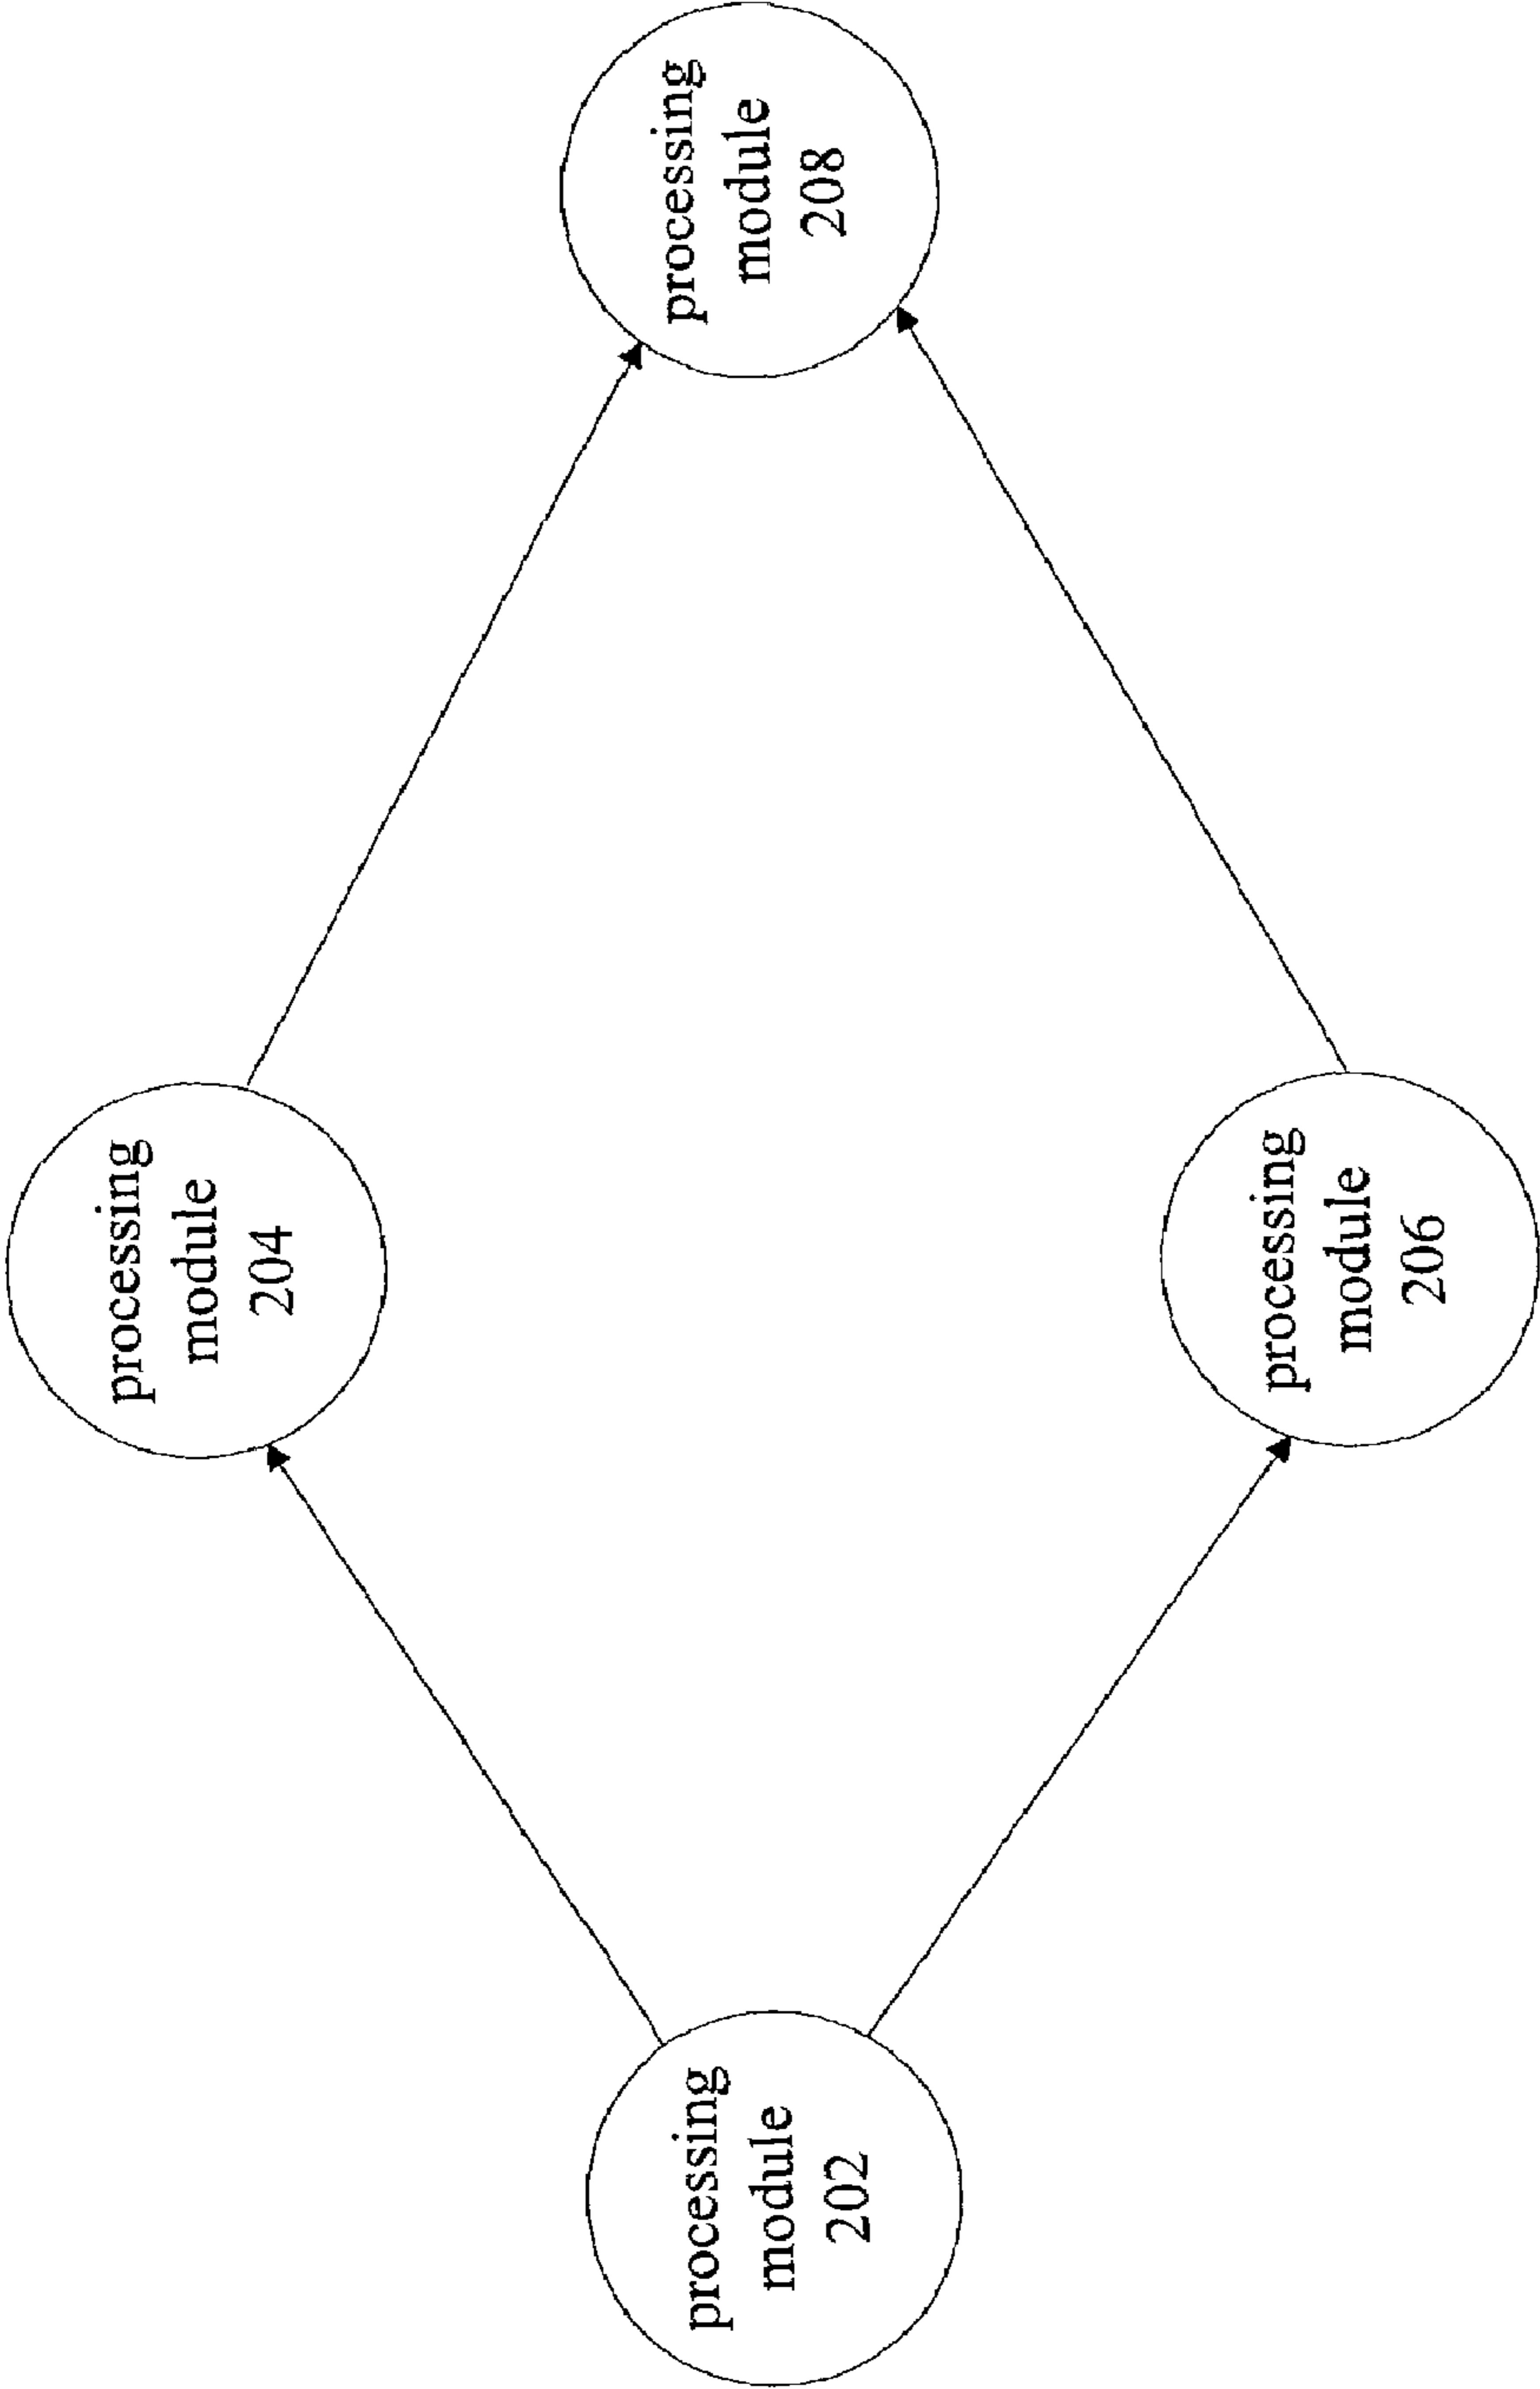 processing
module
202
processing
module
204
processing
module
206
processing
module
208